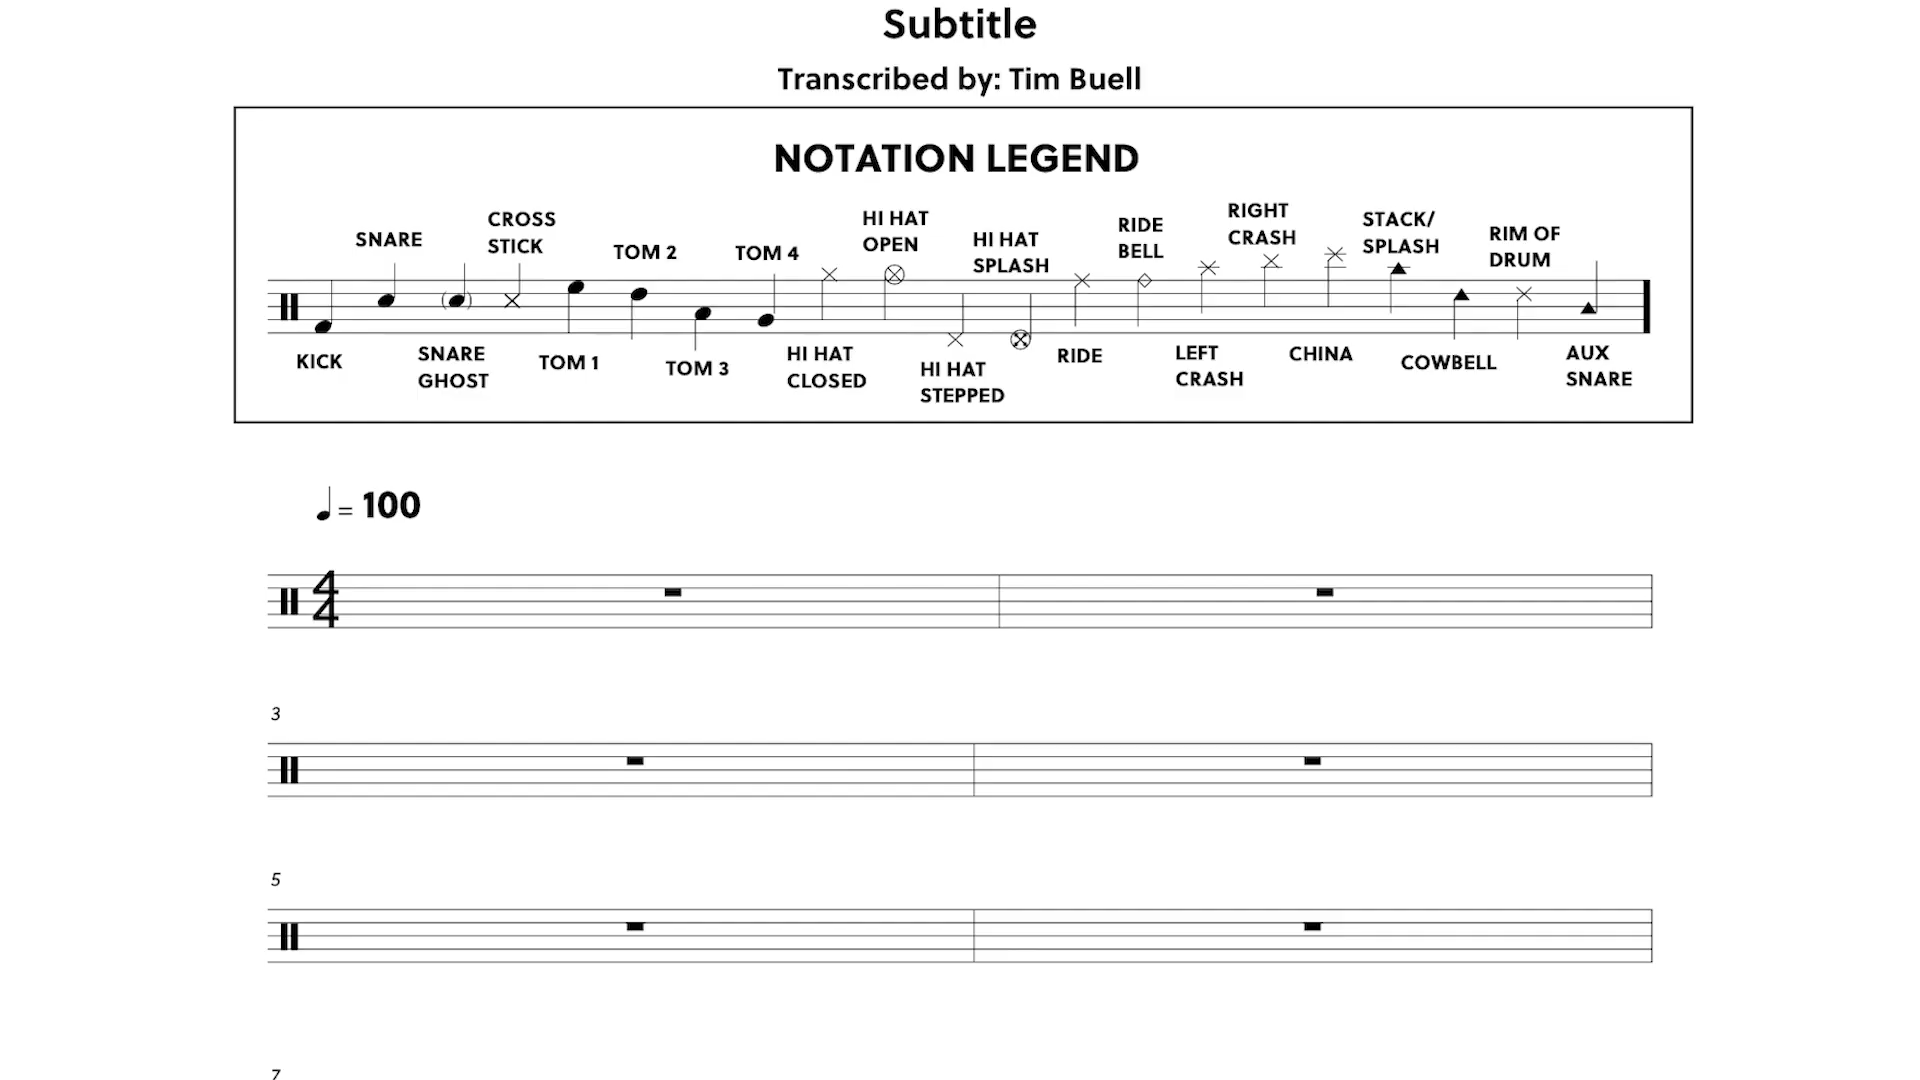 Subtitle
Transcribed by: Tim Buell
NOTATION LEGEND
KICK
SNARE
SNARE
GHOST
CROSS
STICK
TOM 1
TOM 2
TOM 3
TOM 4
HI HAT
CLOSED
HI HAT
OPEN
HI HAT
STEPPED
HI HAT
SPLASH
RIDE
RIDE
BELL
LEFT
CRASH
RIGHT
CRASH
CHINA
STACK/
SPLASH
COWBELL
RIM OF
DRUM
AUX
SNARE
= 100
4
4
3
5
7